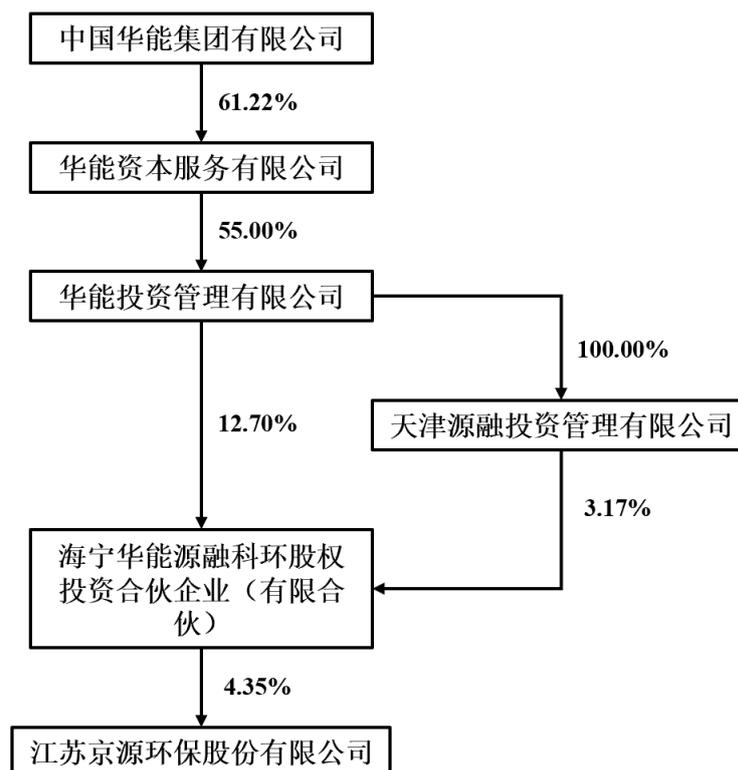 中国华能集团有限公司
61.22%
华能资本服务有限公司
55.00%
华能投资管理有限公司
100.00%
12.70%
天津源融投资管理有限公司
3.17%
海宁华能源融科环股权
投资合伙企业（有限合
伙）
4.35%
江苏京源环保股份有限公司